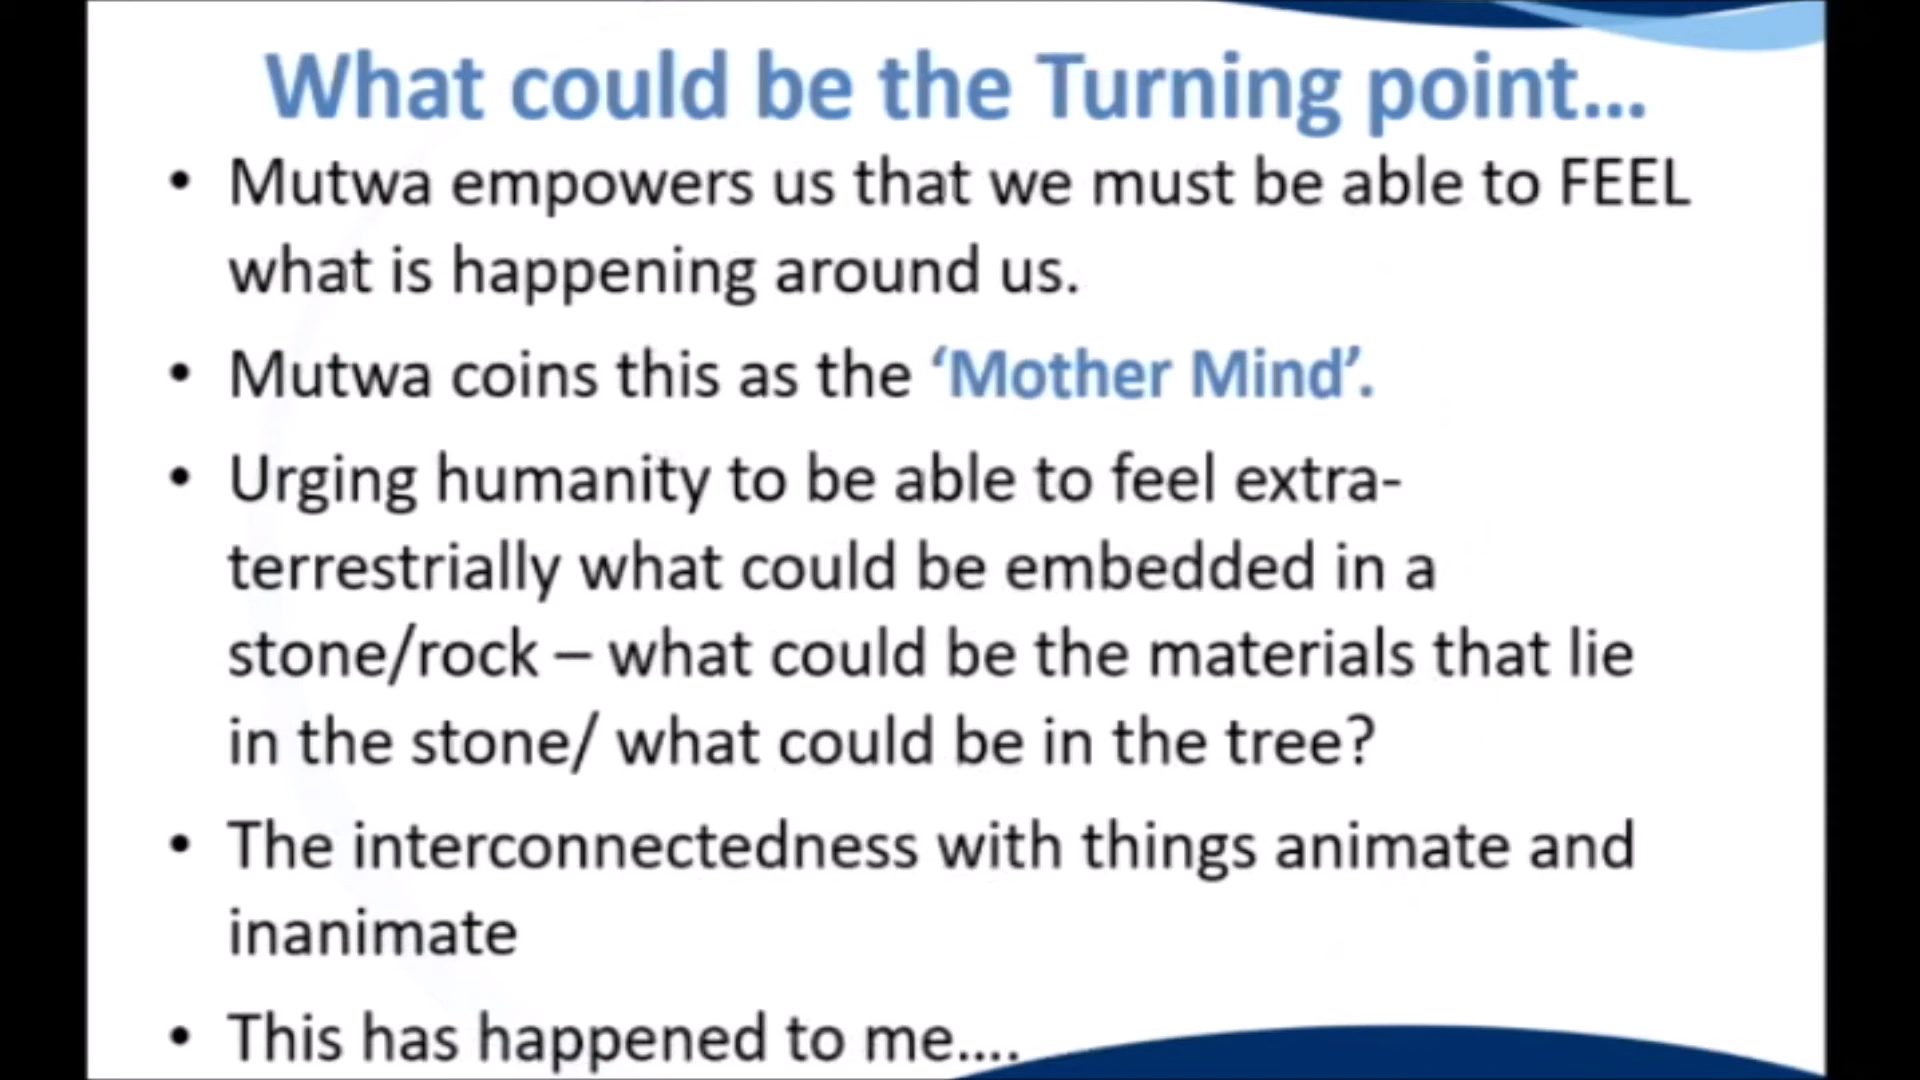 What could be the Turning point...
• Mutwa empowers us that we must be able to FEEL
what is happening around us.
• Mutwa coins this as the ‘Mother Mind’.
• Urging humanity to be able to feel extra-
terrestrially what could be embedded in a
stone/rock – what could be the materials that lie
in the stone/ what could be in the tree?
• The interconnectedness with things animate and
inanimate
• This has happened to me....